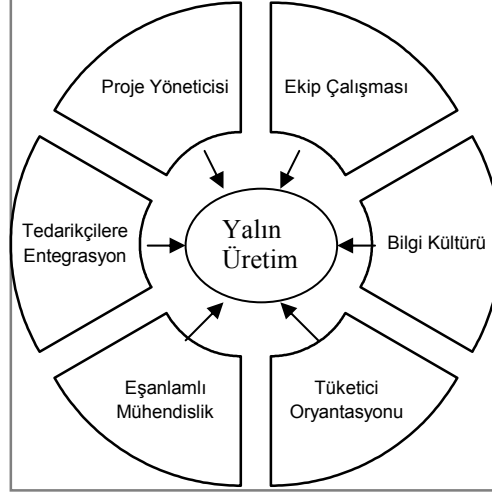 Proje Yöneticisi
Ekip Çalışması
Tedarikçilere
Entegrasyon
Yalın
Üretim
Bilgi Kültürü
Eşanlamlı
Mühendislik
Tüketici
Oryantasyonu